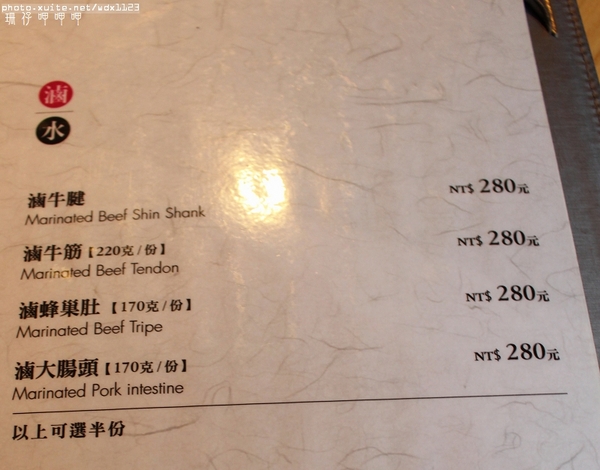 photo.xuite.net/wdx1123
瑀仔呷呷呷
滷
水
滷牛腱 NT$ 280元
Marinated Beef Shin Shank
滷牛筋【220克/份】 NT$ 280元
Marinated Beef Tendon
滷蜂巢肚【170克/份】 NT$ 280元
Marinated Beef Tripe
滷大腸頭【170克/份】 NT$ 280元
Marinated Pork intestine
以上可選半份